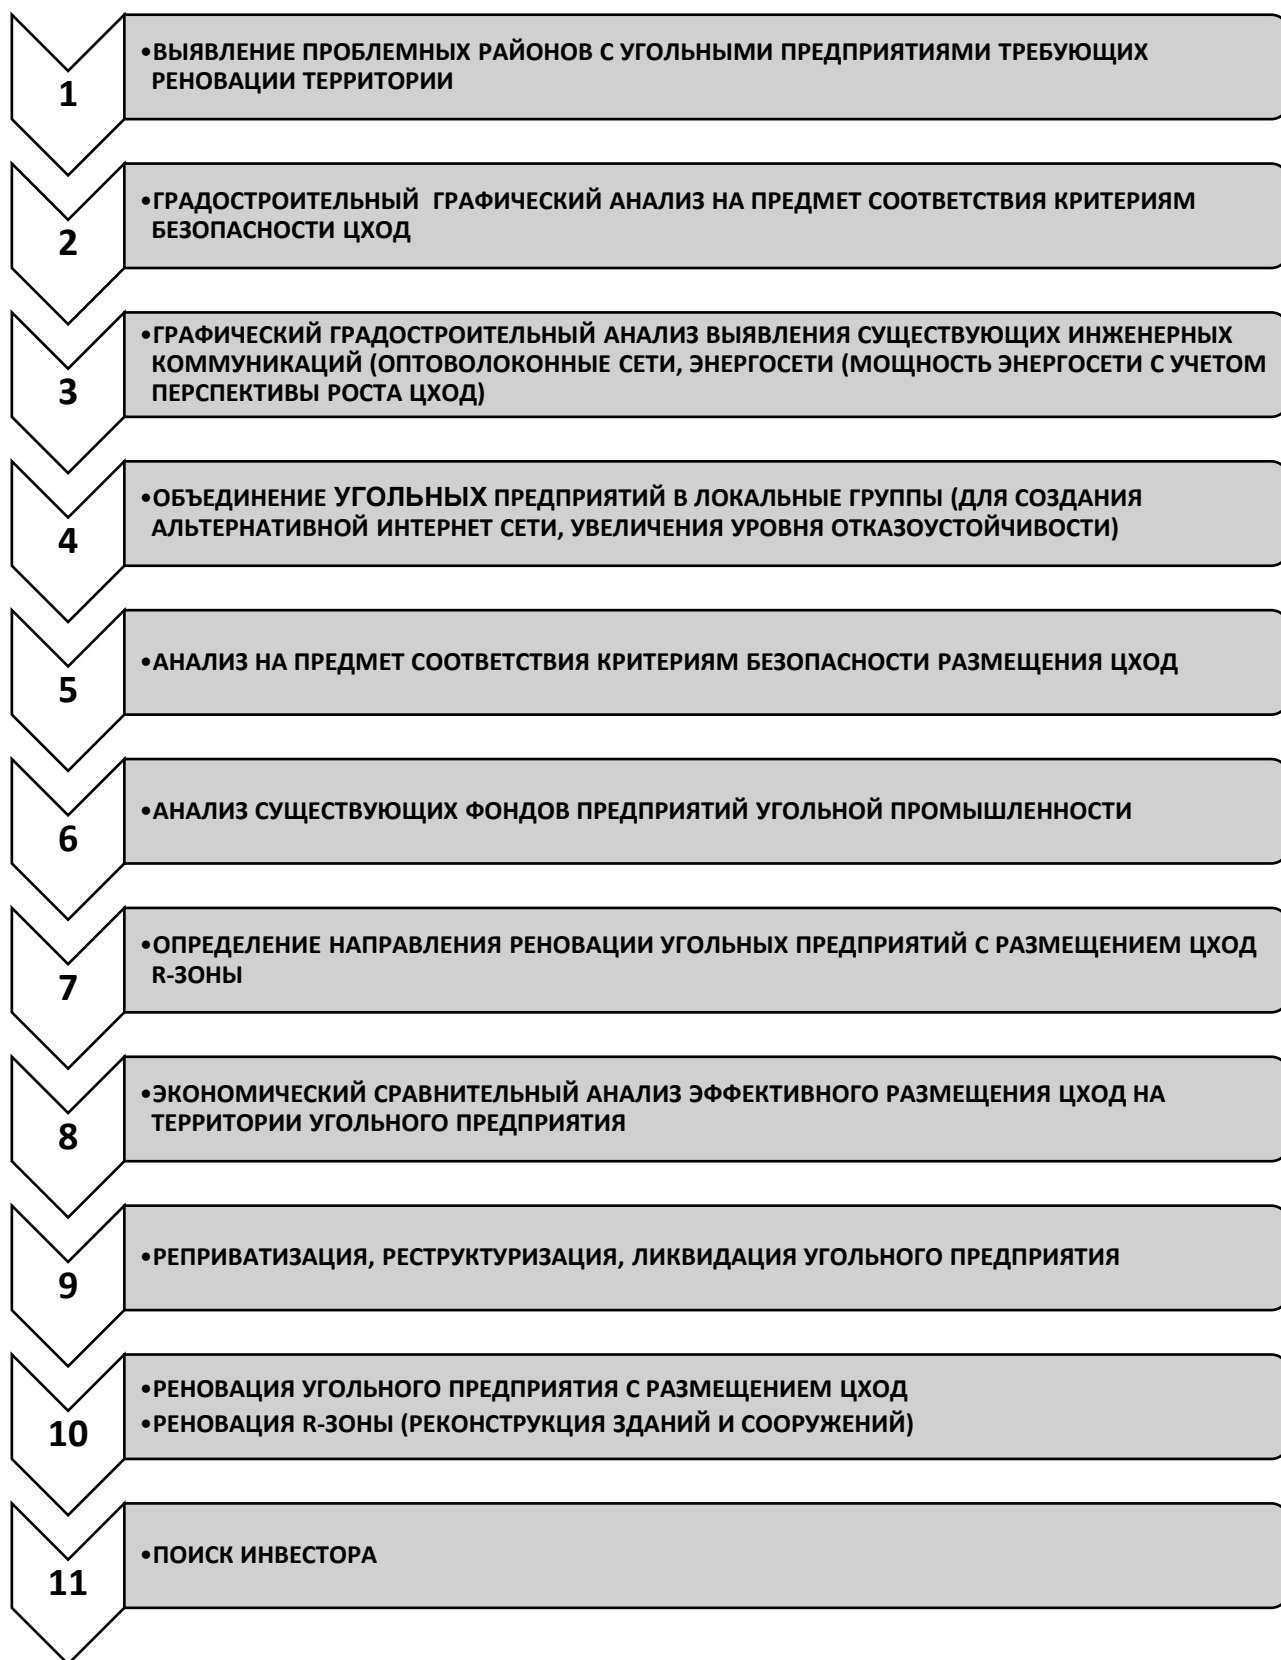 1
•ВЫЯВЛЕНИЕ ПРОБЛЕМНЫХ РАЙОНОВ С УГОЛЬНЫМИ ПРЕДПРИЯТИЯМИ ТРЕБУЮЩИХ
РЕНОВАЦИИ ТЕРРИТОРИИ
2
•ГРАДОСТРОИТЕЛЬНЫЙ ГРАФИЧЕСКИЙ АНАЛИЗ НА ПРЕДМЕТ СООТВЕТСТВИЯ КРИТЕРИЯМ
БЕЗОПАСНОСТИ ЦХОД
3
•ГРАФИЧЕСКИЙ ГРАДОСТРОИТЕЛЬНЫЙ АНАЛИЗ ВЫЯВЛЕНИЯ СУЩЕСТВУЮЩИХ ИНЖЕНЕРНЫХ
КОММУНИКАЦИЙ (ОПТОВОЛОКОННЫЕ СЕТИ, ЭНЕРГОСЕТИ (МОЩНОСТЬ ЭНЕРГОСЕТИ С УЧЕТОМ
ПЕРСПЕКТИВЫ РОСТА ЦХОД)
4
•ОБЪЕДИНЕНИЕ УГОЛЬНЫХ ПРЕДПРИЯТИЙ В ЛОКАЛЬНЫЕ ГРУППЫ (ДЛЯ СОЗДАНИЯ
АЛЬТЕРНАТИВНОЙ ИНТЕРНЕТ СЕТИ, УВЕЛИЧЕНИЯ УРОВНЯ ОТКАЗОУСТОЙЧИВОСТИ)
5
•АНАЛИЗ НА ПРЕДМЕТ СООТВЕТСТВИЯ КРИТЕРИЯМ БЕЗОПАСНОСТИ РАЗМЕЩЕНИЯ ЦХОД
6
•АНАЛИЗ СУЩЕСТВУЮЩИХ ФОНДОВ ПРЕДПРИЯТИЙ УГОЛЬНОЙ ПРОМЫШЛЕННОСТИ
7
•ОПРЕДЕЛЕНИЕ НАПРАВЛЕНИЯ РЕНОВАЦИИ УГОЛЬНЫХ ПРЕДПРИЯТИЙ С РАЗМЕЩЕНИЕМ ЦХОД
R-ЗОНЫ
8
•ЭКОНОМИЧЕСКИЙ СРАВНИТЕЛЬНЫЙ АНАЛИЗ ЭФФЕКТИВНОГО РАЗМЕЩЕНИЯ ЦХОД НА
ТЕРРИТОРИИ УГОЛЬНОГО ПРЕДПРИЯТИЯ
9
•РЕПРИВАТИЗАЦИЯ, РЕСТРУКТУРИЗАЦИЯ, ЛИКВИДАЦИЯ УГОЛЬНОГО ПРЕДПРИЯТИЯ
10
•РЕНОВАЦИЯ УГОЛЬНОГО ПРЕДПРИЯТИЯ С РАЗМЕЩЕНИЕМ ЦХОД
•РЕНОВАЦИЯ R-ЗОНЫ (РЕКОНСТРУКЦИЯ ЗДАНИЙ И СООРУЖЕНИЙ)
11
•ПОИСК ИНВЕСТОРА